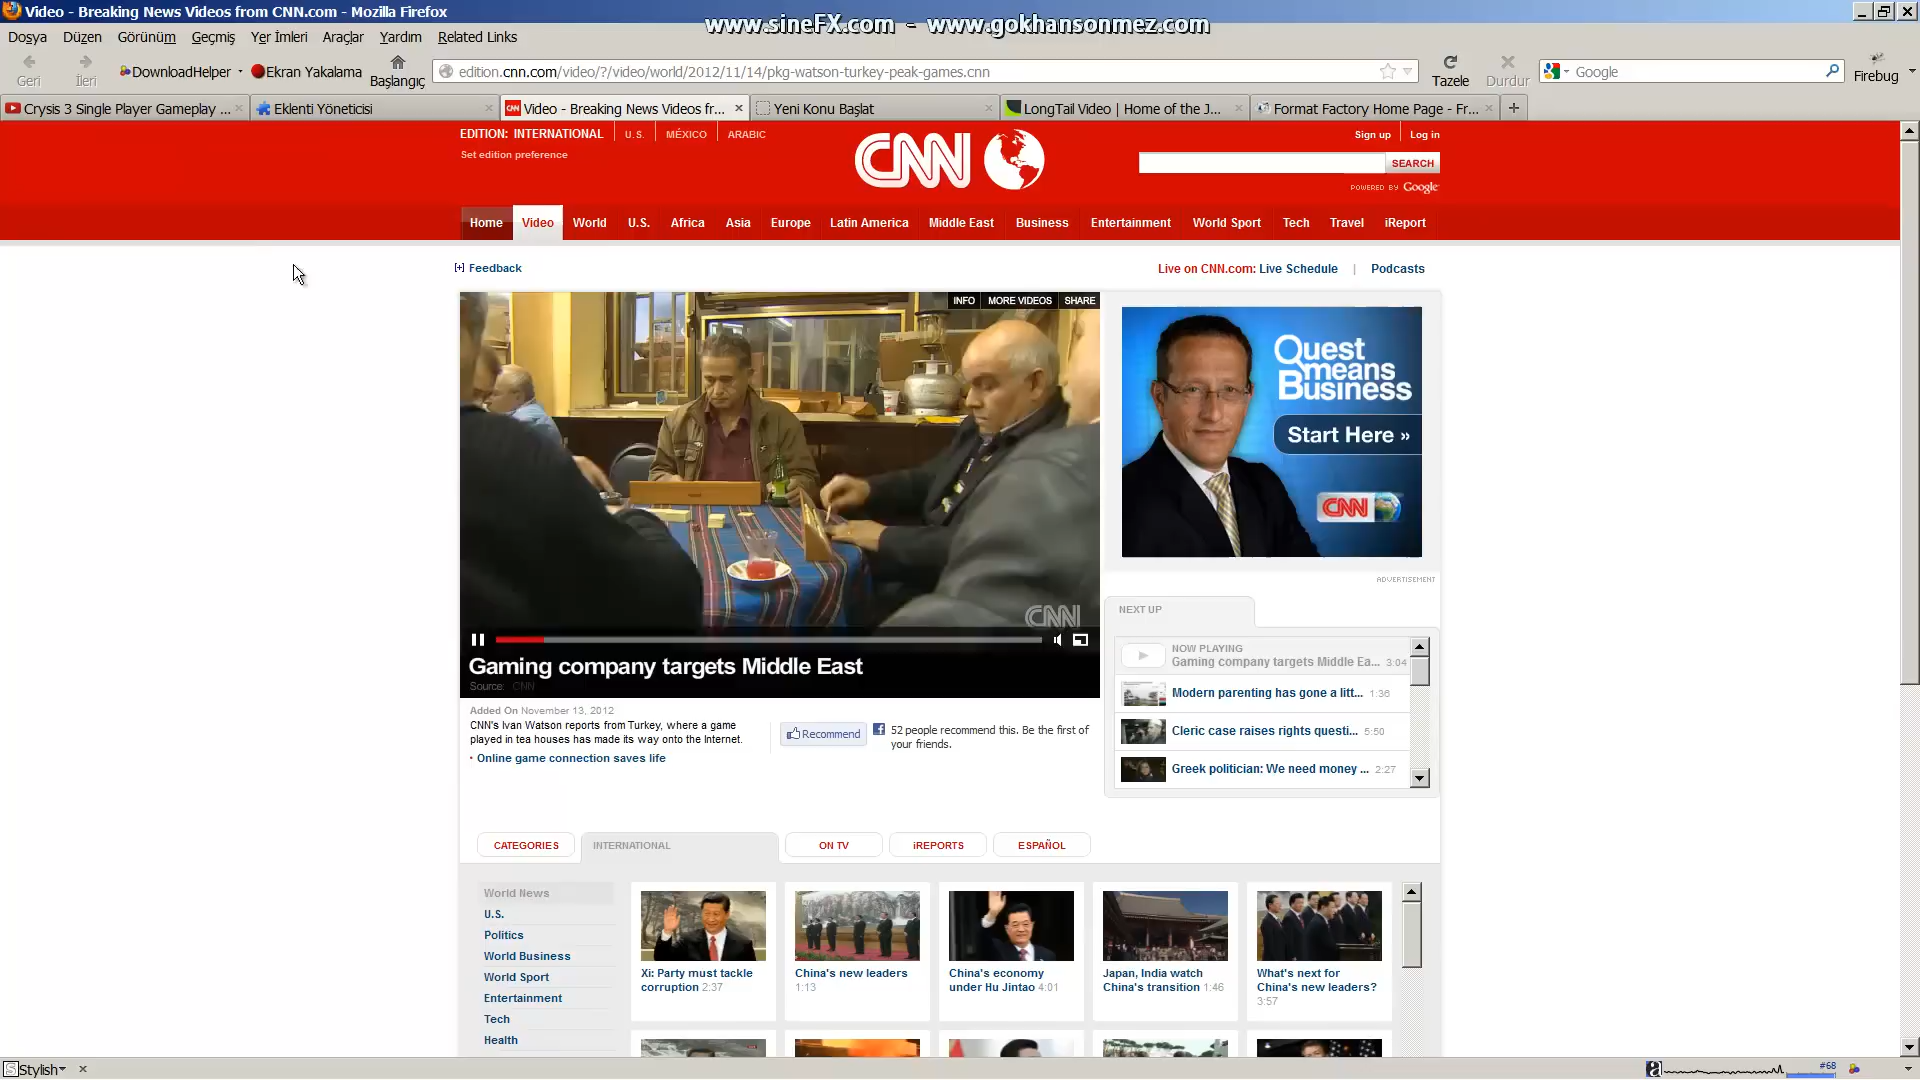 Video - Breaking News Videos from CNN.com - Mozilla Firefox
www.sineFX.com - www.gokhansonmez.com
Dosya Düzen Görünüm Geçmiş Yer İmleri Araçlar Yardım Related Links
Geri İleri DownloadHelper Ekran Yakalama Başlangıç edition.cnn.com/video/?/video/world/2012/11/14/pkg-watson-turkey-peak-games.cnn Tazele Durdur Google Firebug
Crysis 3 Single Player Gameplay ... Eklenti Yöneticisi Video - Breaking News Videos fr... Yeni Konu Başlat LongTail Video | Home of the J... Format Factory Home Page - Fr...
EDITION: INTERNATIONAL U.S. MÉXICO ARABIC
Set edition preference
CNN
Sign up Log in
SEARCH
POWERED BY Google
Home Video World U.S. Africa Asia Europe Latin America Middle East Business Entertainment World Sport Tech Travel iReport
[+] Feedback
Live on CNN.com: Live Schedule | Podcasts
INFO MORE VIDEOS SHARE
CNN
Gaming company targets Middle East
Source: CNN
Quest
means
Business
Start Here »
CNN
ADVERTISEMENT
NEXT UP
NOW PLAYING
Gaming company targets Middle Ea... 3:04
Modern parenting has gone a litt... 1:36
Cleric case raises rights questi... 5:50
Greek politician: We need money ... 2:27
Added On November 13, 2012
CNN's Ivan Watson reports from Turkey, where a game
played in tea houses has made its way onto the Internet.
• Online game connection saves life
Recommend
52 people recommend this. Be the first of
your friends.
CATEGORIES INTERNATIONAL ON TV iREPORTS ESPAÑOL
World News
U.S.
Politics
World Business
World Sport
Entertainment
Tech
Health
Xi: Party must tackle
corruption 2:37
China's new leaders
1:13
China's economy
under Hu Jintao 4:01
Japan, India watch
China's transition 1:46
What's next for
China's new leaders?
3:57
Stylish
#68